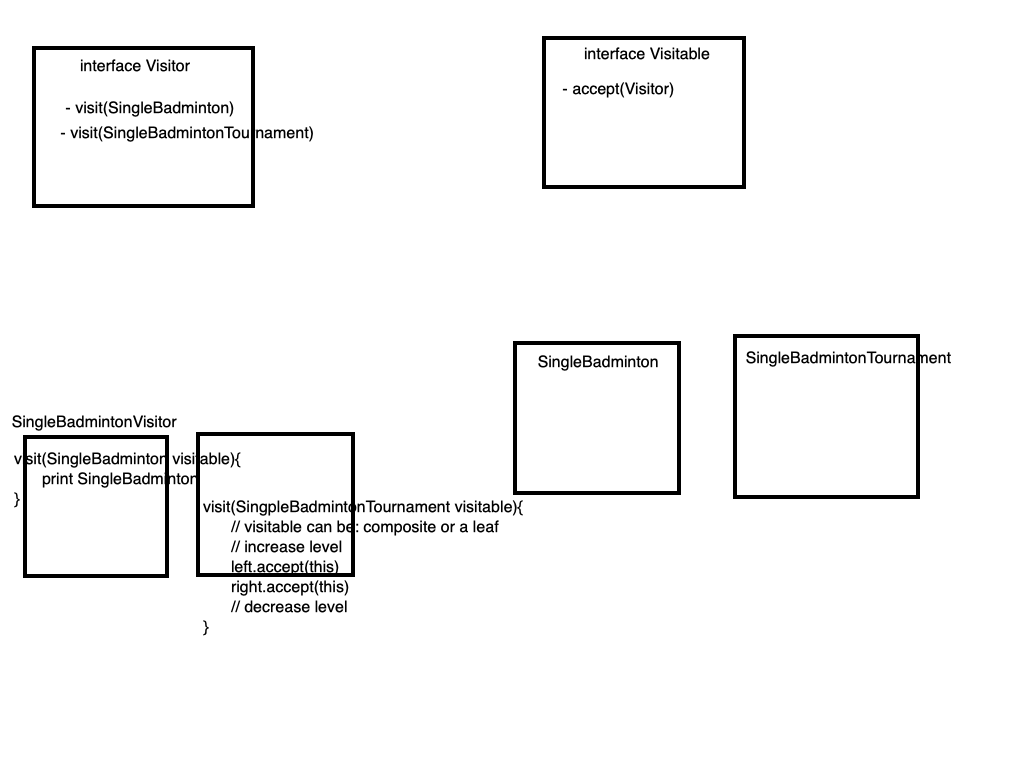 interface Visitor
- visit(SingleBadminton)
- visit(SingleBadmintonTournament)
interface Visitable
- accept(Visitor)
SingleBadminton
SingleBadmintonTournament
SingleBadmintonVisitor
visit(SingleBadminton visitable){
print SingleBadminton
}
visit(SingpleBadmintonTournament visitable){
// visitable can be: composite or a leaf
// increase level
left.accept(this)
right.accept(this)
// decrease level
}